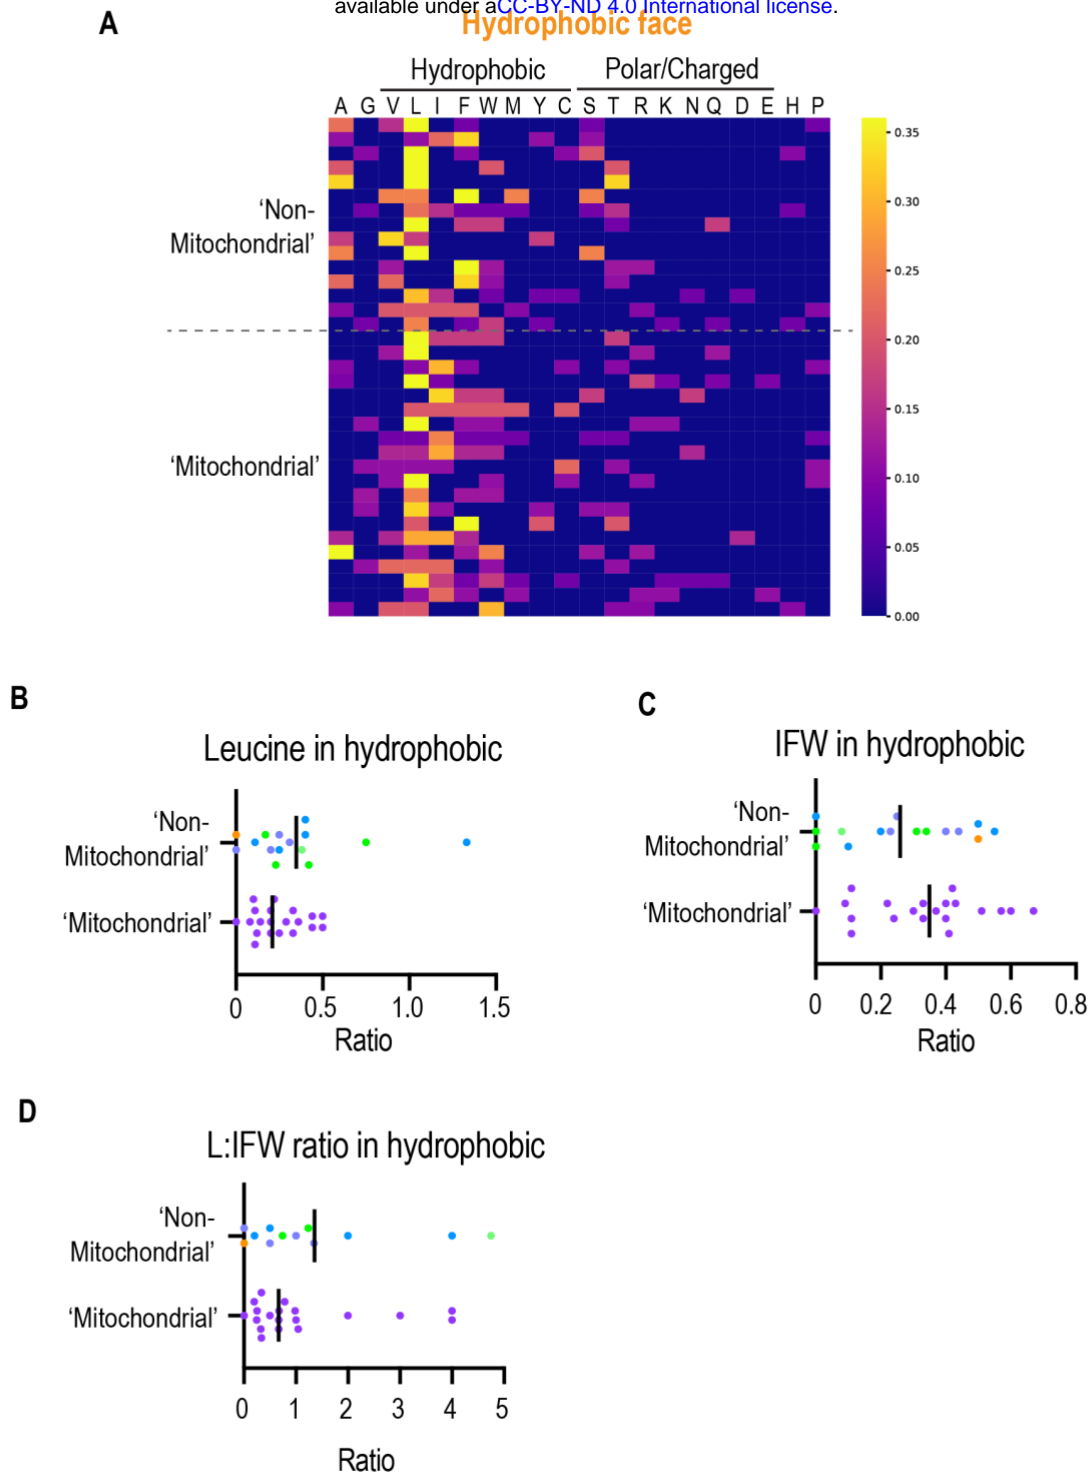 available under aCC-BY-ND 4.0 International license.
A
Hydrophobic face
Hydrophobic Polar/Charged
A G V L I F W M Y C S T R K N Q D E H P
‘Non-
Mitochondrial’
‘Mitochondrial’
0.35
0.30
0.25
0.20
0.15
0.10
0.05
0.00
B
Leucine in hydrophobic
‘Non-
Mitochondrial’
‘Mitochondrial’
0 0.5 1.0 1.5
Ratio
C
IFW in hydrophobic
‘Non-
Mitochondrial’
‘Mitochondrial’
0 0.2 0.4 0.6 0.8
Ratio
D
L:IFW ratio in hydrophobic
‘Non-
Mitochondrial’
‘Mitochondrial’
0 1 2 3 4 5
Ratio